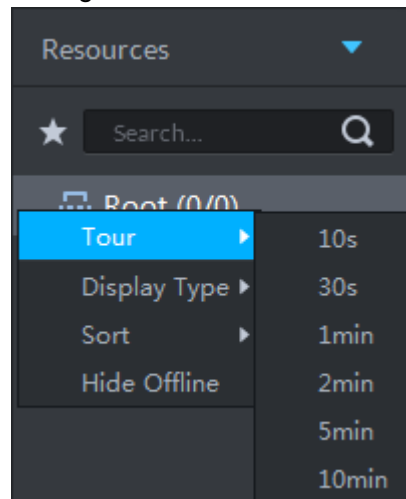 Resources
Search...
Root (0/0)
Tour
Display Type
Sort
Hide Offline
10s
30s
1min
2min
5min
10min